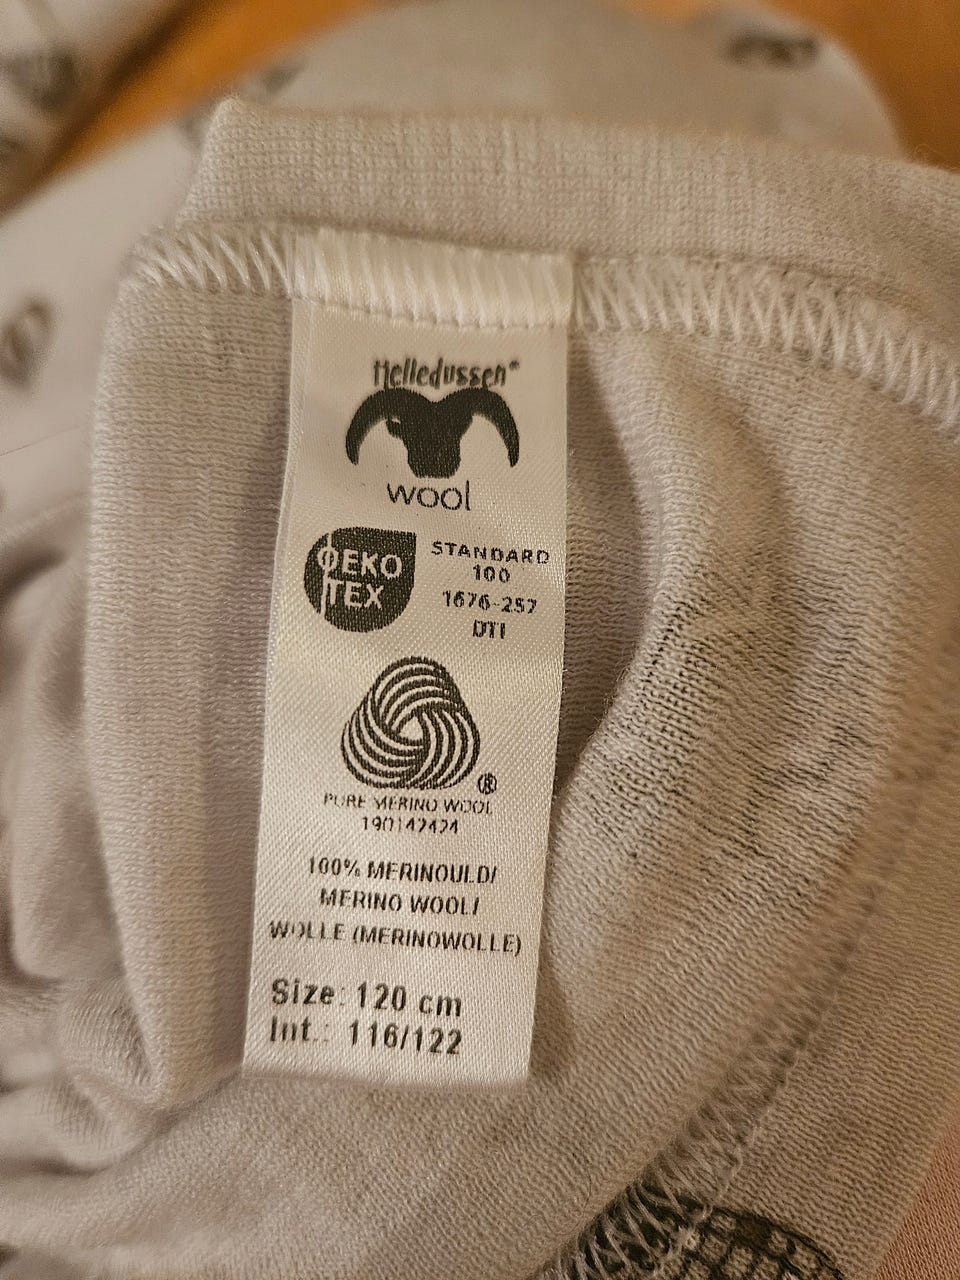 Helledussen®
wool
OEKO
TEX
STANDARD
100
1676-257
DTI
®
PURE MERINO WOOL
190142424
100% MERINOULD/
MERINO WOOL/
WOLLE (MERINOWOLLE)
Size: 120 cm
Int.: 116/122